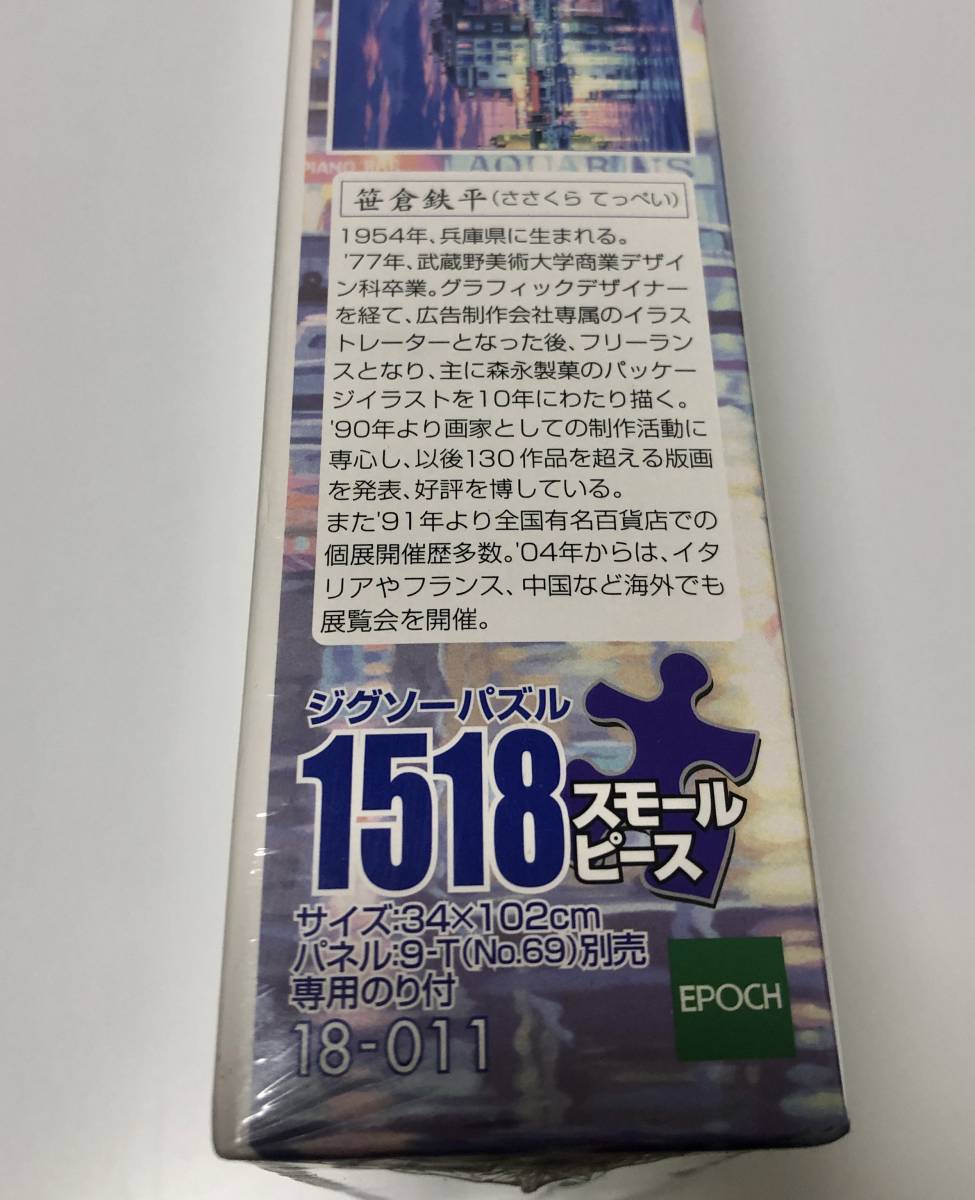 PIANO BAR
AQUARIUS
笹倉鉄平(ささくら てっぺい)
1954年、兵庫県に生まれる。
'77年、武蔵野美術大学商業デザイ
ン科卒業。グラフィックデザイナー
を経て、広告制作会社専属のイラス
トレーターとなった後、フリーラン
スとなり、主に森永製菓のパッケー
ジイラストを10年にわたり描く。
'90年より画家としての制作活動に
専心し、以後130作品を超える版画
を発表、好評を博している。
また'91年より全国有名百貨店での
個展開催歴多数。'04年からは、イタ
リアやフランス、中国など海外でも
展覧会を開催。
ジグソーパズル
1518
スモール
ピース
サイズ:34×102cm
パネル:9-T(No.69)別売
専用のり付
18-011
EPOCH